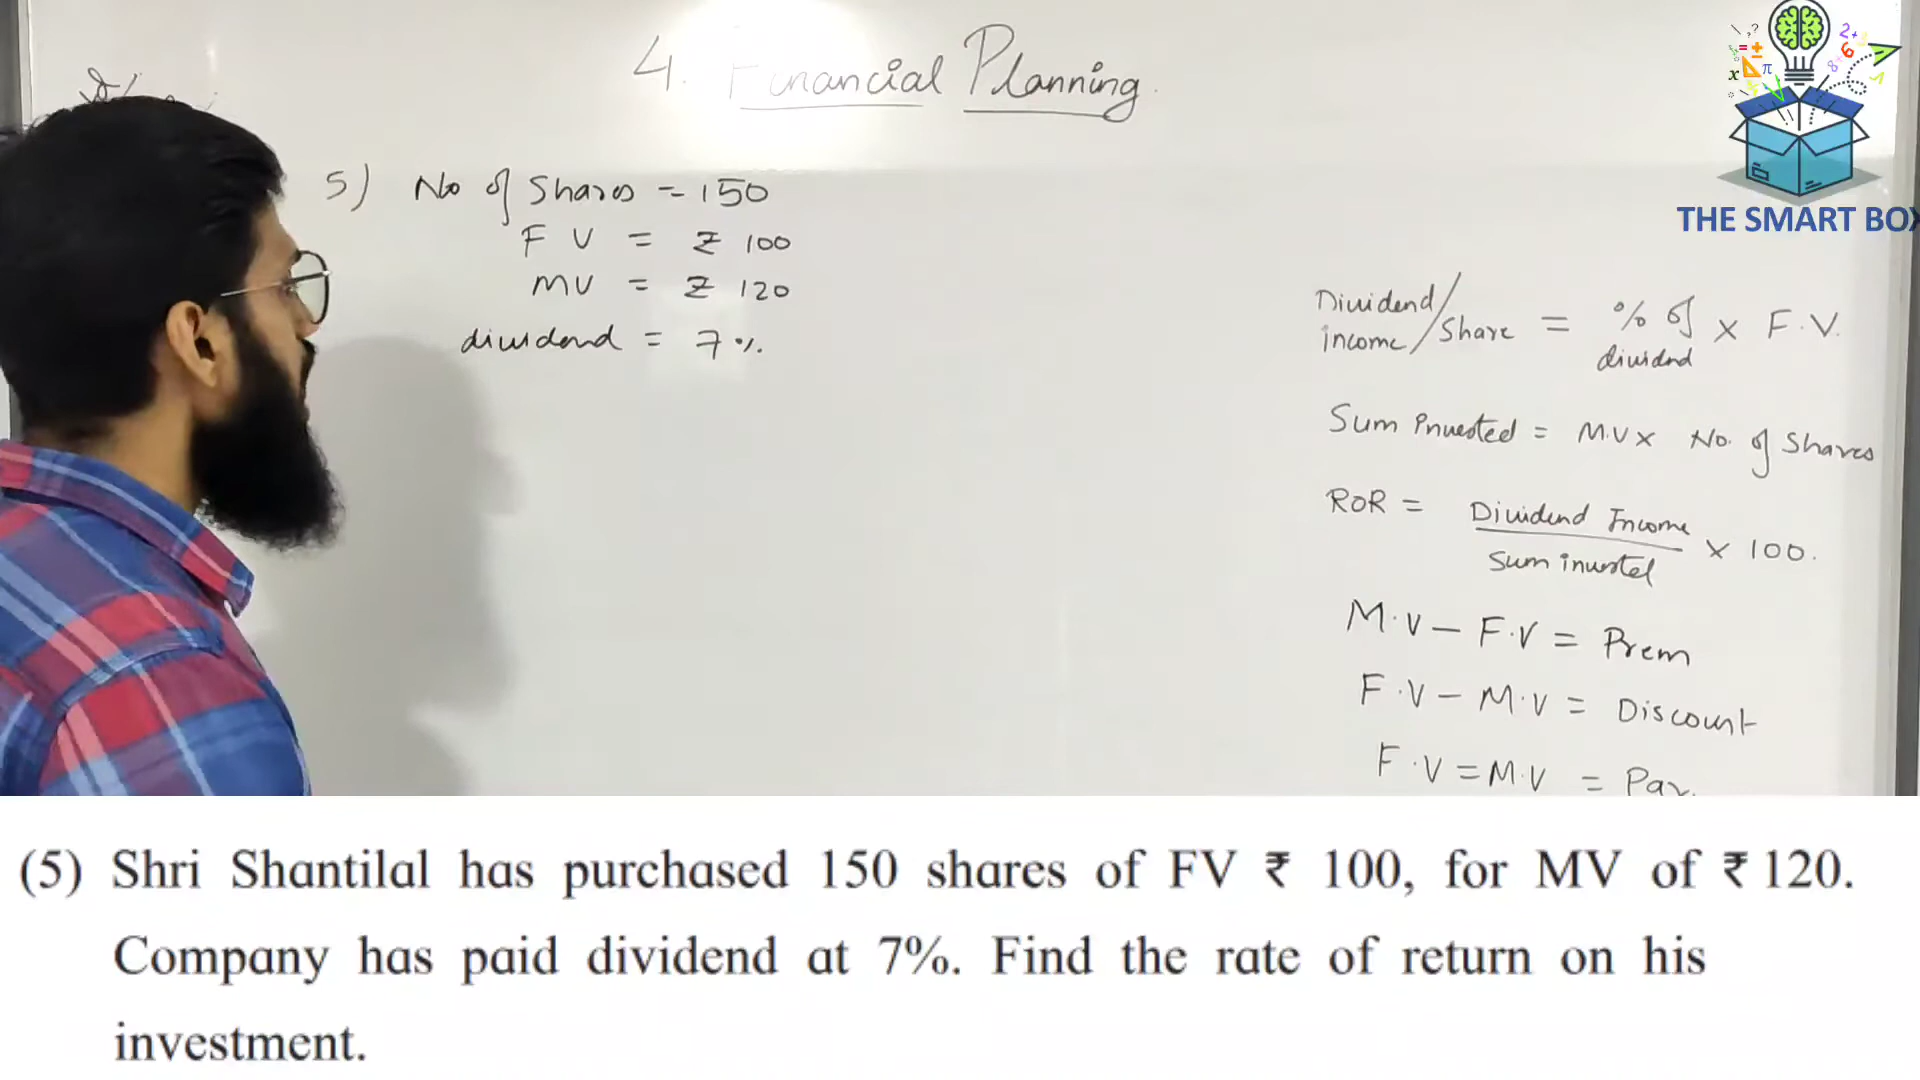 4. Financial Planning.
5) No of Shares = 150
F V = ₹ 100
MV = ₹ 120
dividend = 7%.
THE SMART BOX
Dividend income / Share = % of dividend × F.V.
Sum Invested = M.V × No. of Shares
ROR = Dividend Income / Sum invested × 100.
M.V – F.V = Prem
F.V – M.V = Discount
F.V = M.V = Par.
(5) Shri Shantilal has purchased 150 shares of FV ₹ 100, for MV of ₹ 120.
Company has paid dividend at 7%. Find the rate of return on his
investment.